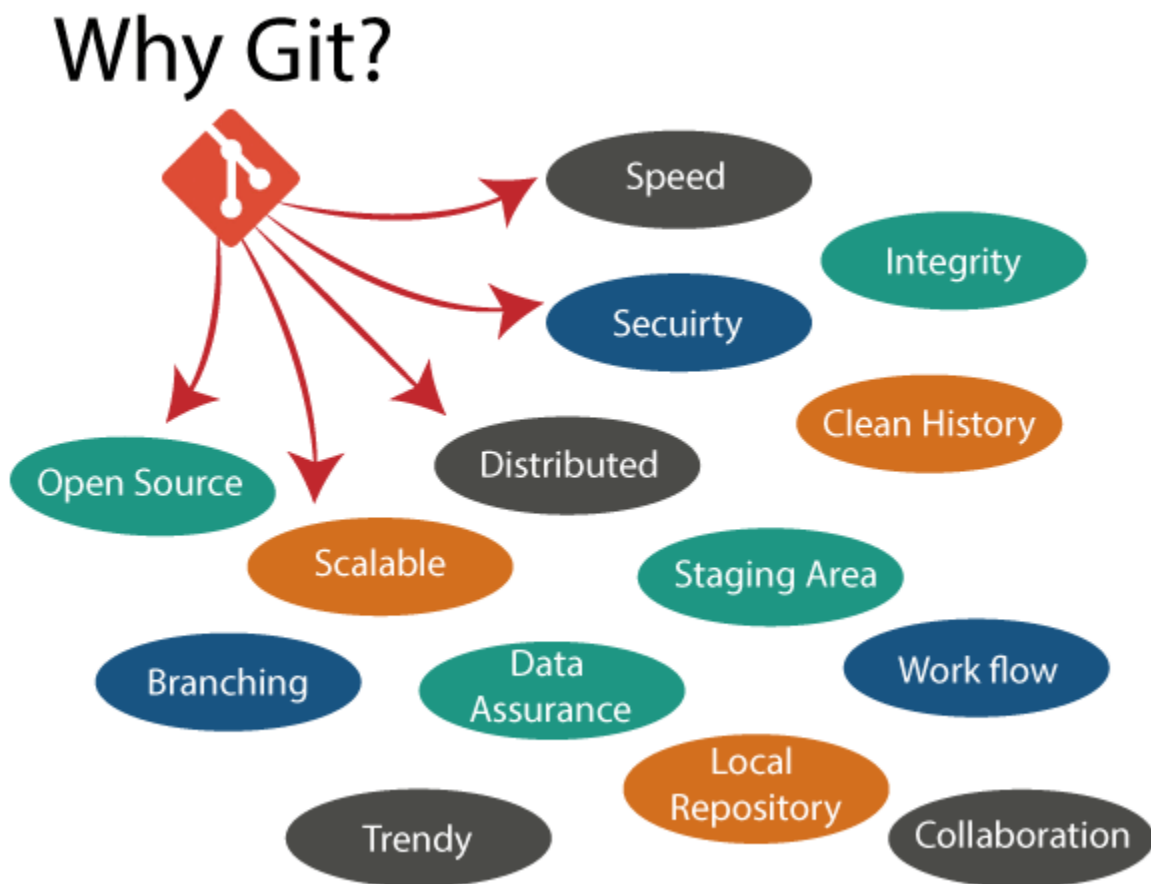 Why Git?
Speed
Integrity
Secuirty
Clean History
Distributed
Open Source
Scalable
Staging Area
Branching
Data
Assurance
Work flow
Local
Repository
Trendy
Collaboration